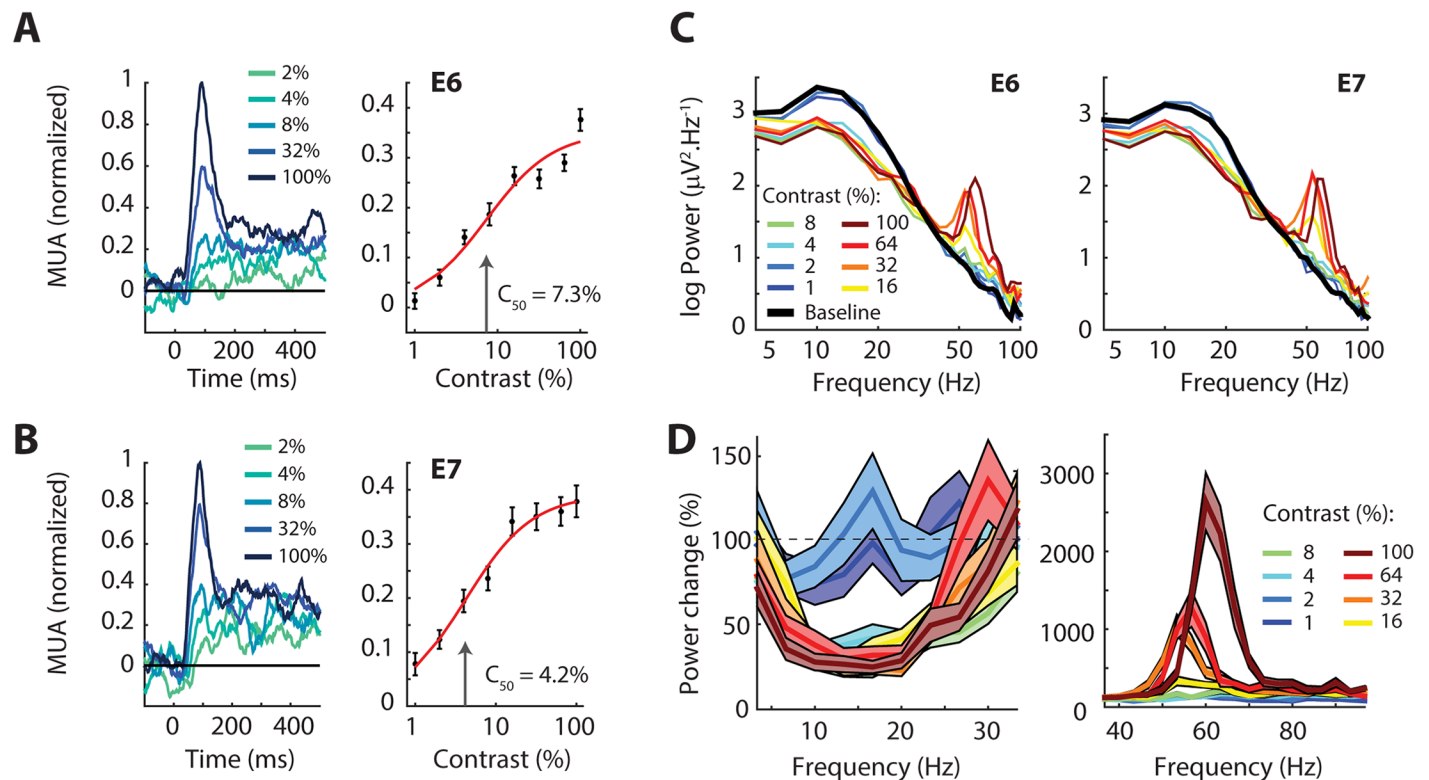 A
MUA (normalized)
1
0.8
0.6
0.4
0.2
0
2%
4%
8%
32%
100%
0 200 400
Time (ms)
E6
0.4
0.3
0.2
0.1
0
C50 = 7.3%
1 10 100
Contrast (%)
B
MUA (normalized)
1
0.8
0.6
0.4
0.2
0
2%
4%
8%
32%
100%
0 200 400
Time (ms)
E7
0.4
0.3
0.2
0.1
0
C50 = 4.2%
1 10 100
Contrast (%)
C
log Power (μV².Hz⁻¹)
E6
3
2
1
0
Contrast (%):
8 100
4 64
2 32
1 16
Baseline
5 10 20 50 100
Frequency (Hz)
E7
3
2
1
0
5 10 20 50 100
Frequency (Hz)
D
Power change (%)
150
100
50
0
10 20 30
Frequency (Hz)
3000
2000
1000
0
Contrast (%):
8 100
4 64
2 32
1 16
40 60 80
Frequency (Hz)